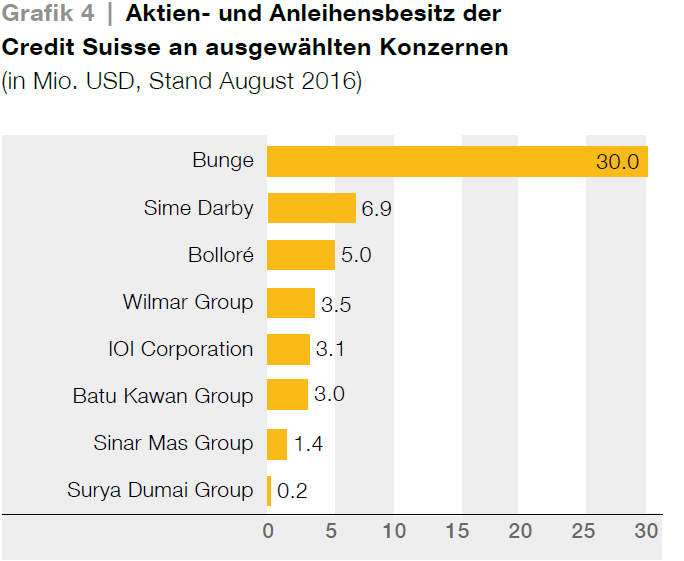 Grafik 4 | Aktien- und Anleihensbesitz der
Credit Suisse an ausgewählten Konzernen
(in Mio. USD, Stand August 2016)
Bunge 30.0
Sime Darby 6.9
Bolloré 5.0
Wilmar Group 3.5
IOI Corporation 3.1
Batu Kawan Group 3.0
Sinar Mas Group 1.4
Surya Dumai Group 0.2
0 5 10 15 20 25 30